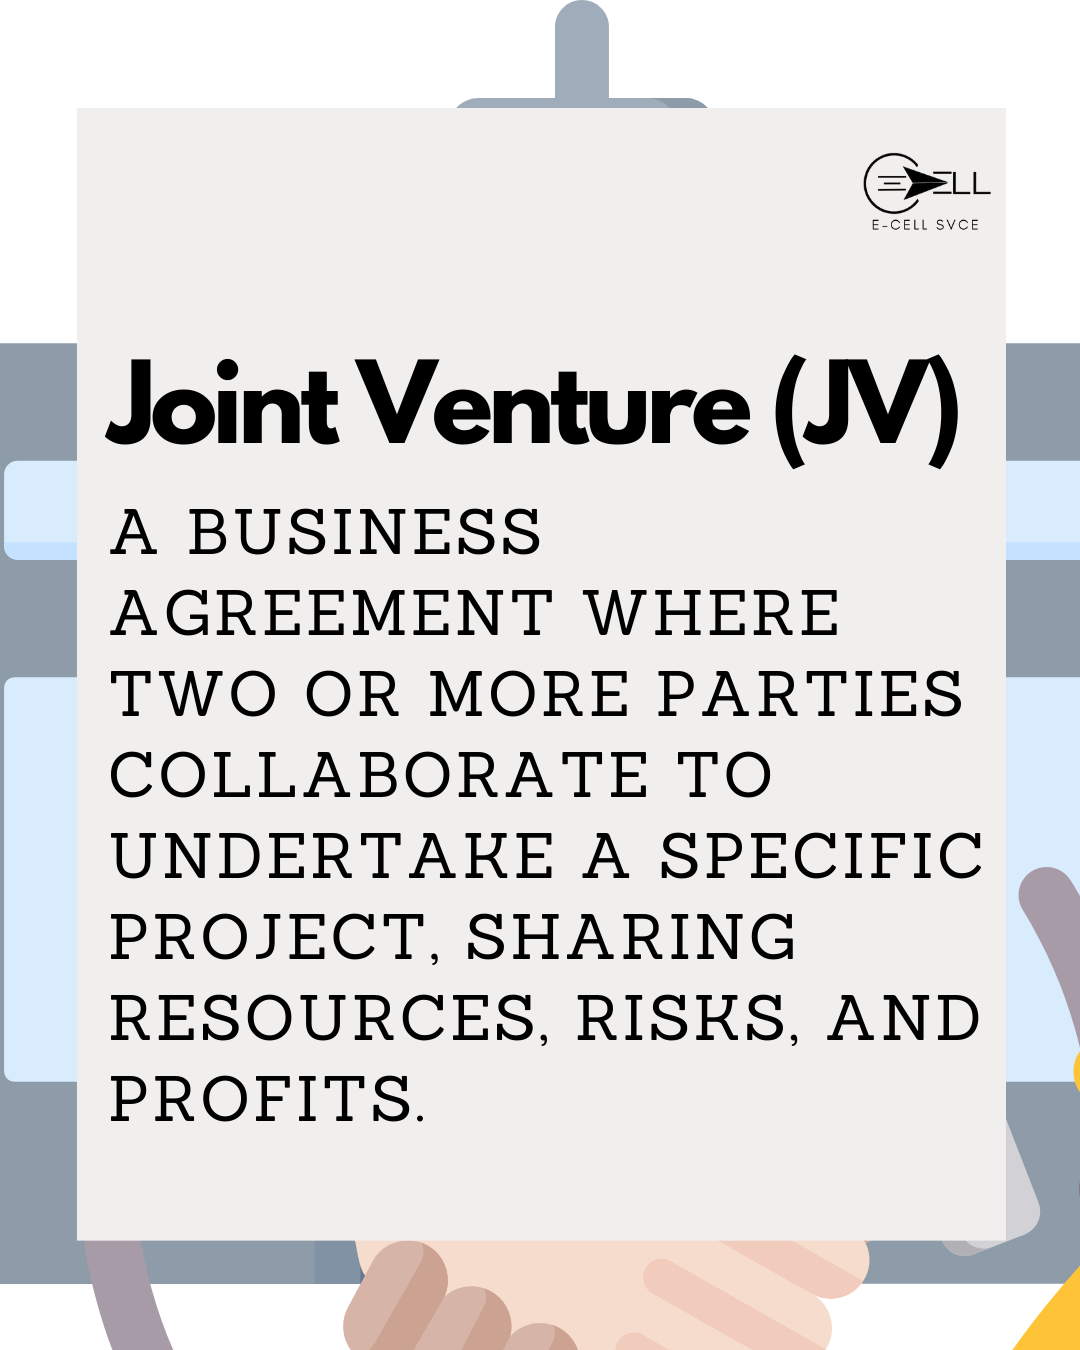 ELL
E-CELL SVCE
Joint Venture (JV)
A BUSINESS
AGREEMENT WHERE
TWO OR MORE PARTIES
COLLABORATE TO
UNDERTAKE A SPECIFIC
PROJECT, SHARING
RESOURCES, RISKS, AND
PROFITS.